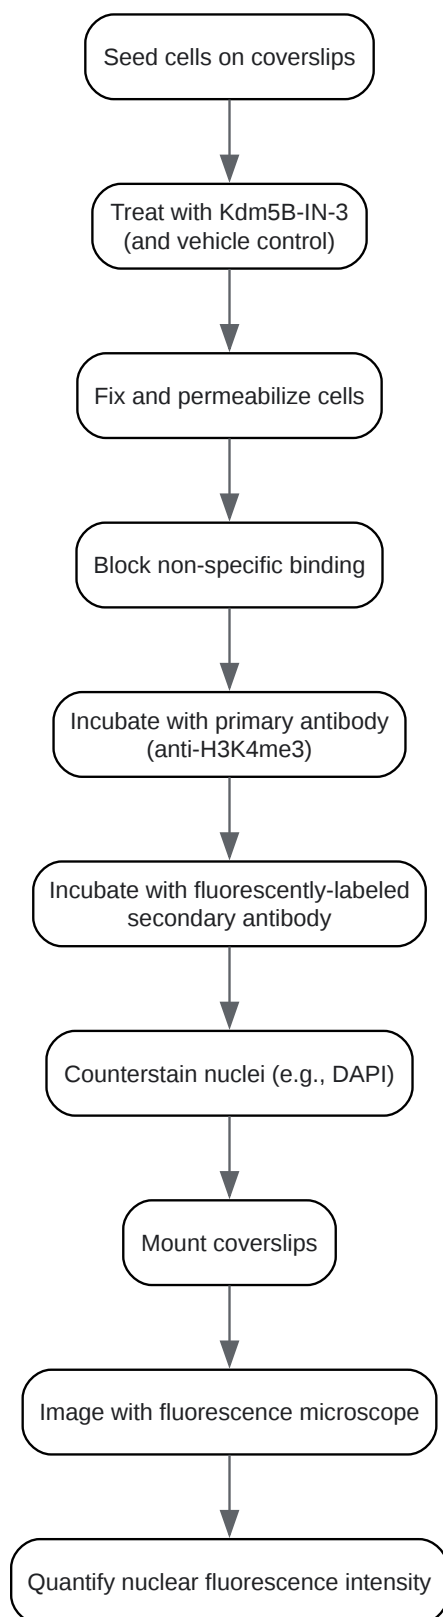 Seed cells on coverslips
Treat with Kdm5B-IN-3
(and vehicle control)
Fix and permeabilize cells
Block non-specific binding
Incubate with primary antibody
(anti-H3K4me3)
Incubate with fluorescently-labeled
secondary antibody
Counterstain nuclei (e.g., DAPI)
Mount coverslips
Image with fluorescence microscope
Quantify nuclear fluorescence intensity